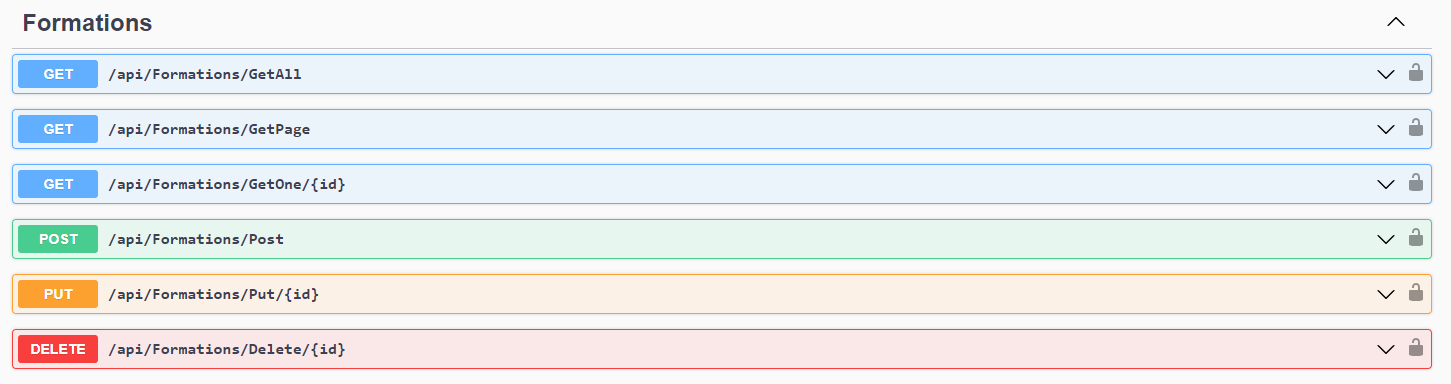 Formations
GET /api/Formations/GetAll
GET /api/Formations/GetPage
GET /api/Formations/GetOne/{id}
POST /api/Formations/Post
PUT /api/Formations/Put/{id}
DELETE /api/Formations/Delete/{id}